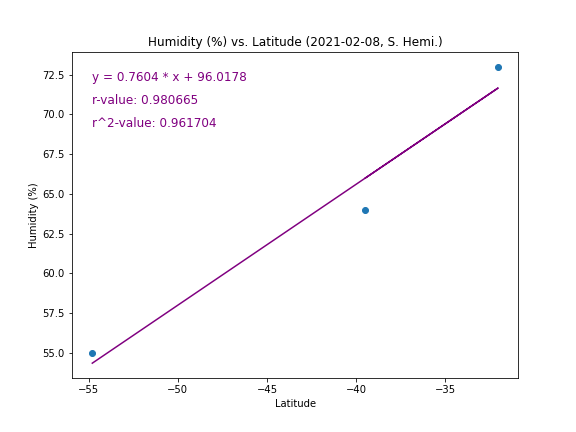 Humidity (%) vs. Latitude (2021-02-08, S. Hemi.)
y = 0.7604 * x + 96.0178
r-value: 0.980665
r^2-value: 0.961704
Humidity (%)
72.5
70.0
67.5
65.0
62.5
60.0
57.5
55.0
−55
−50
−45
−40
−35
Latitude